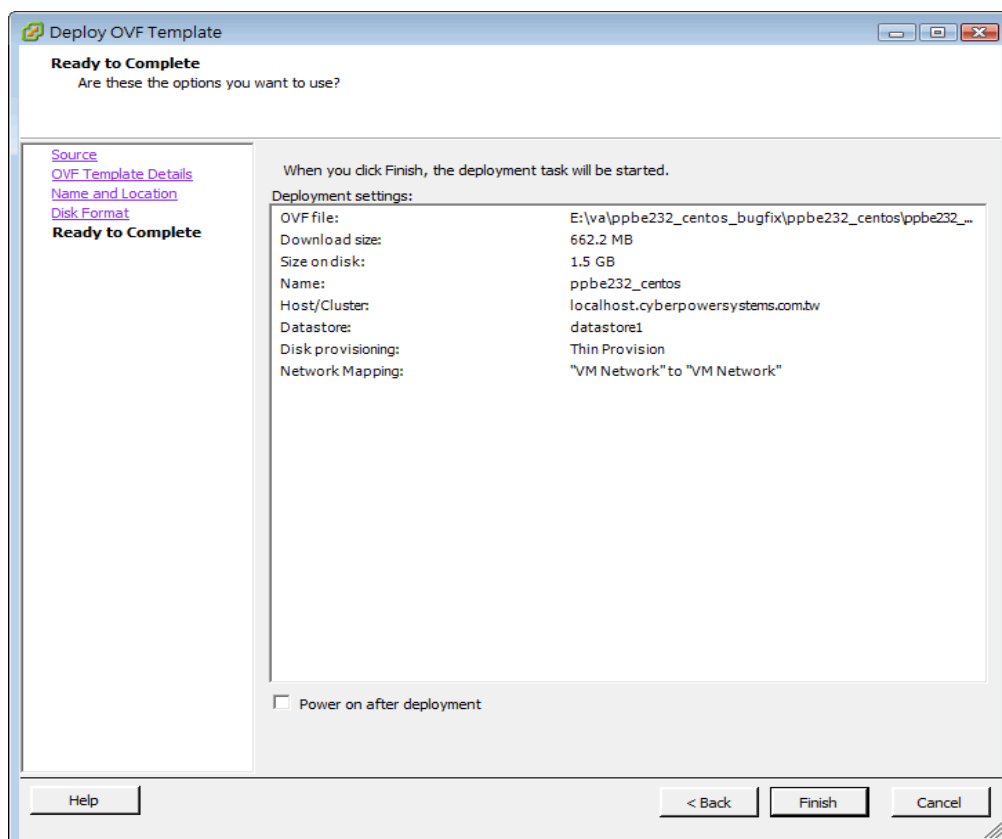 Deploy OVF Template
Ready to Complete
Are these the options you want to use?
Source
OVF Template Details
Name and Location
Disk Format
Ready to Complete
When you click Finish, the deployment task will be started.
Deployment settings:
OVF file: E:\va\ppbe232_centos_bugfix\ppbe232_centos\ppbe232_...
Download size: 662.2 MB
Size on disk: 1.5 GB
Name: ppbe232_centos
Host/Cluster: localhost.cyberpowersystems.com.tw
Datastore: datastore1
Disk provisioning: Thin Provision
Network Mapping: "VM Network" to "VM Network"
Power on after deployment
Help < Back Finish Cancel